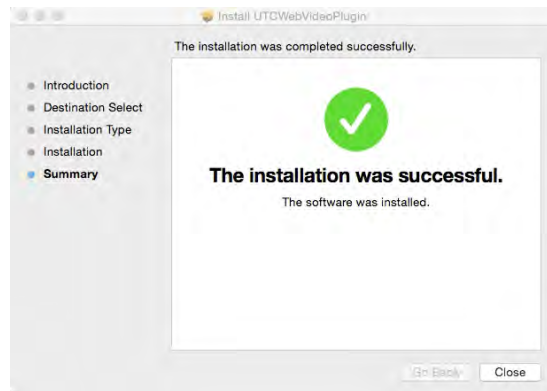 Install UTCWebVideoPlugin
The installation was completed successfully.
Introduction
Destination Select
Installation Type
Installation
Summary
The installation was successful.
The software was installed.
Go Back
Close